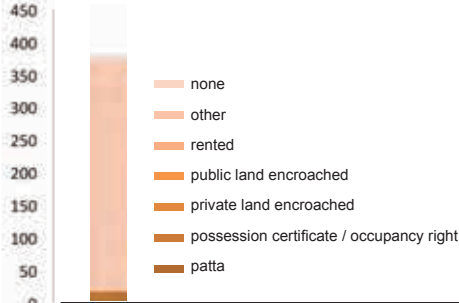 450
400
350
300
250
200
150
100
50
0
none
other
rented
public land encroached
private land encroached
possession certificate / occupancy right
patta